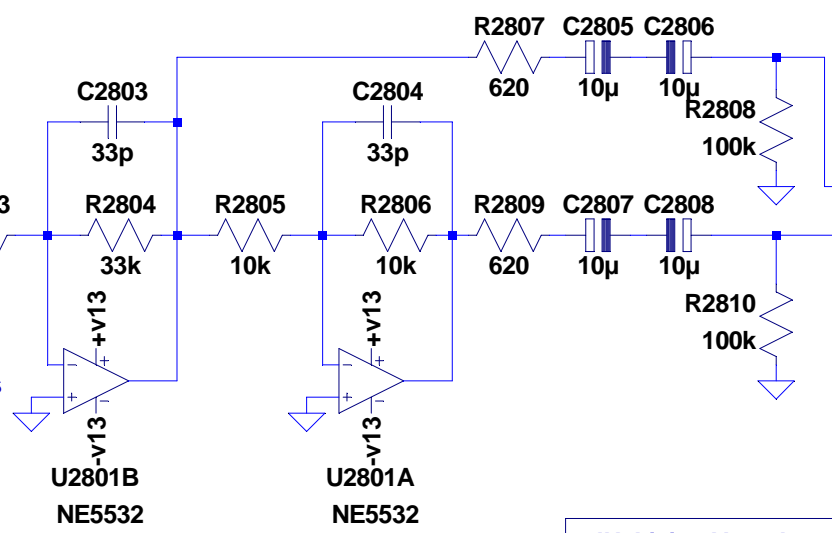 R2807 C2805 C2806
620 10µ 10µ
C2803 C2804
33p 33p
R2808
100k
3 R2804 R2805 R2806 R2809 C2807 C2808
33k 10k 10k 620 10µ 10µ
R2810
100k
+v13 +v13
- + - +
+ - + -
-v13 -v13
U2801B U2801A
NE5532 NE5532